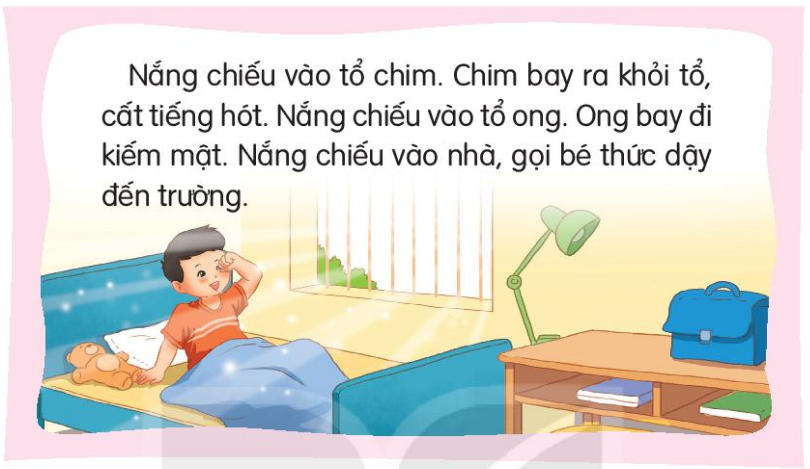 Nắng chiếu vào tổ chim. Chim bay ra khỏi tổ,
cất tiếng hót. Nắng chiếu vào tổ ong. Ong bay đi
kiếm mật. Nắng chiếu vào nhà, gọi bé thức dậy
đến trường.